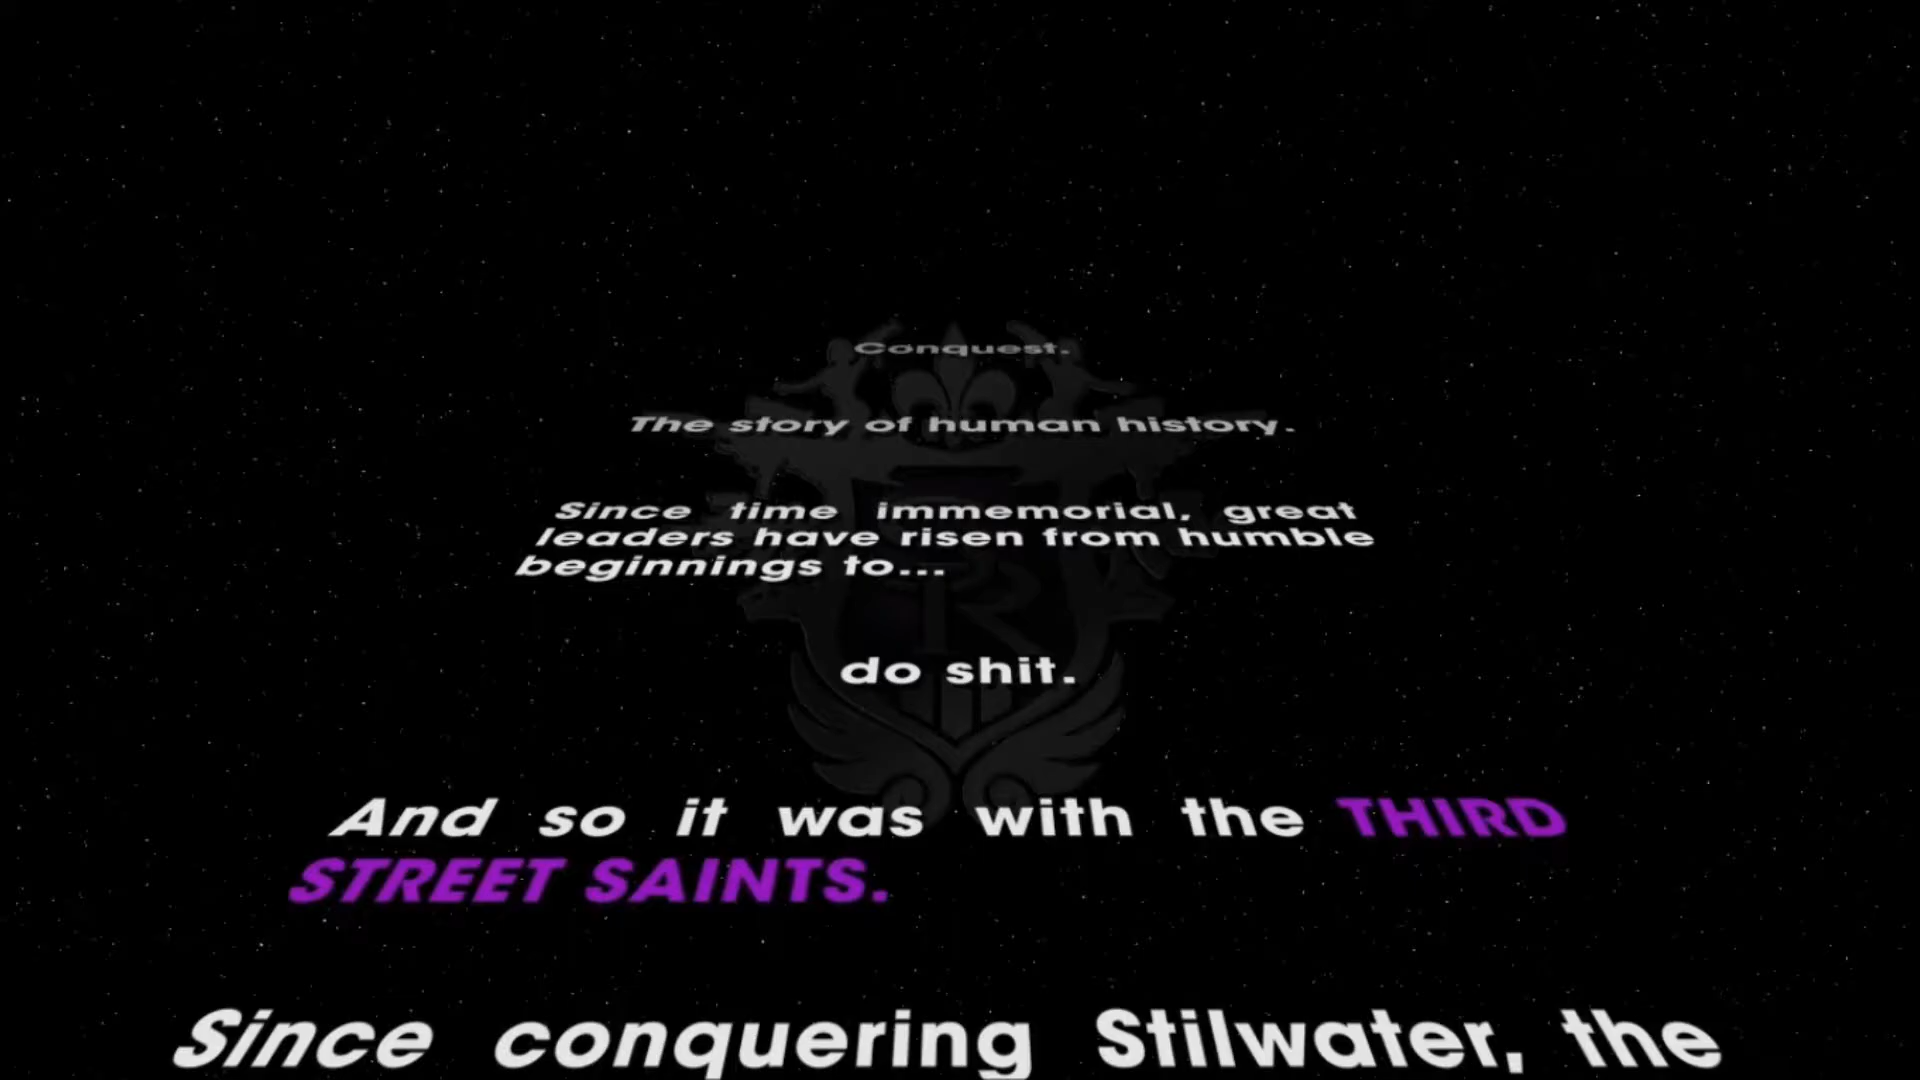 Conquest.
The story of human history.
Since time immemorial, great
leaders have risen from humble
beginnings to...
do shit.
And so it was with the THIRD
STREET SAINTS.
Since conquering Stilwater, the